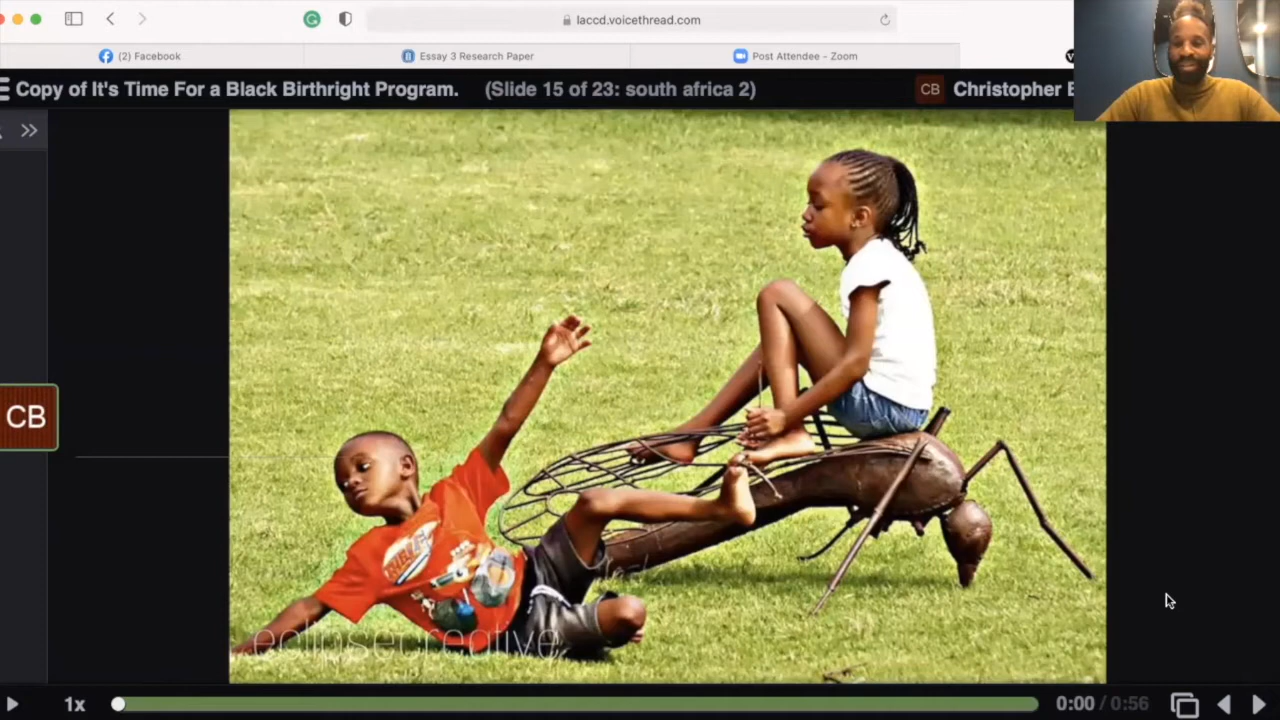 laccd.voicethread.com
(2) Facebook
Essay 3 Research Paper
Post Attendee - Zoom
Copy of It's Time For a Black Birthright Program. (Slide 15 of 23: south africa 2)
CB Christopher
CB
eclipsecreative
1x
0:00 / 0:56